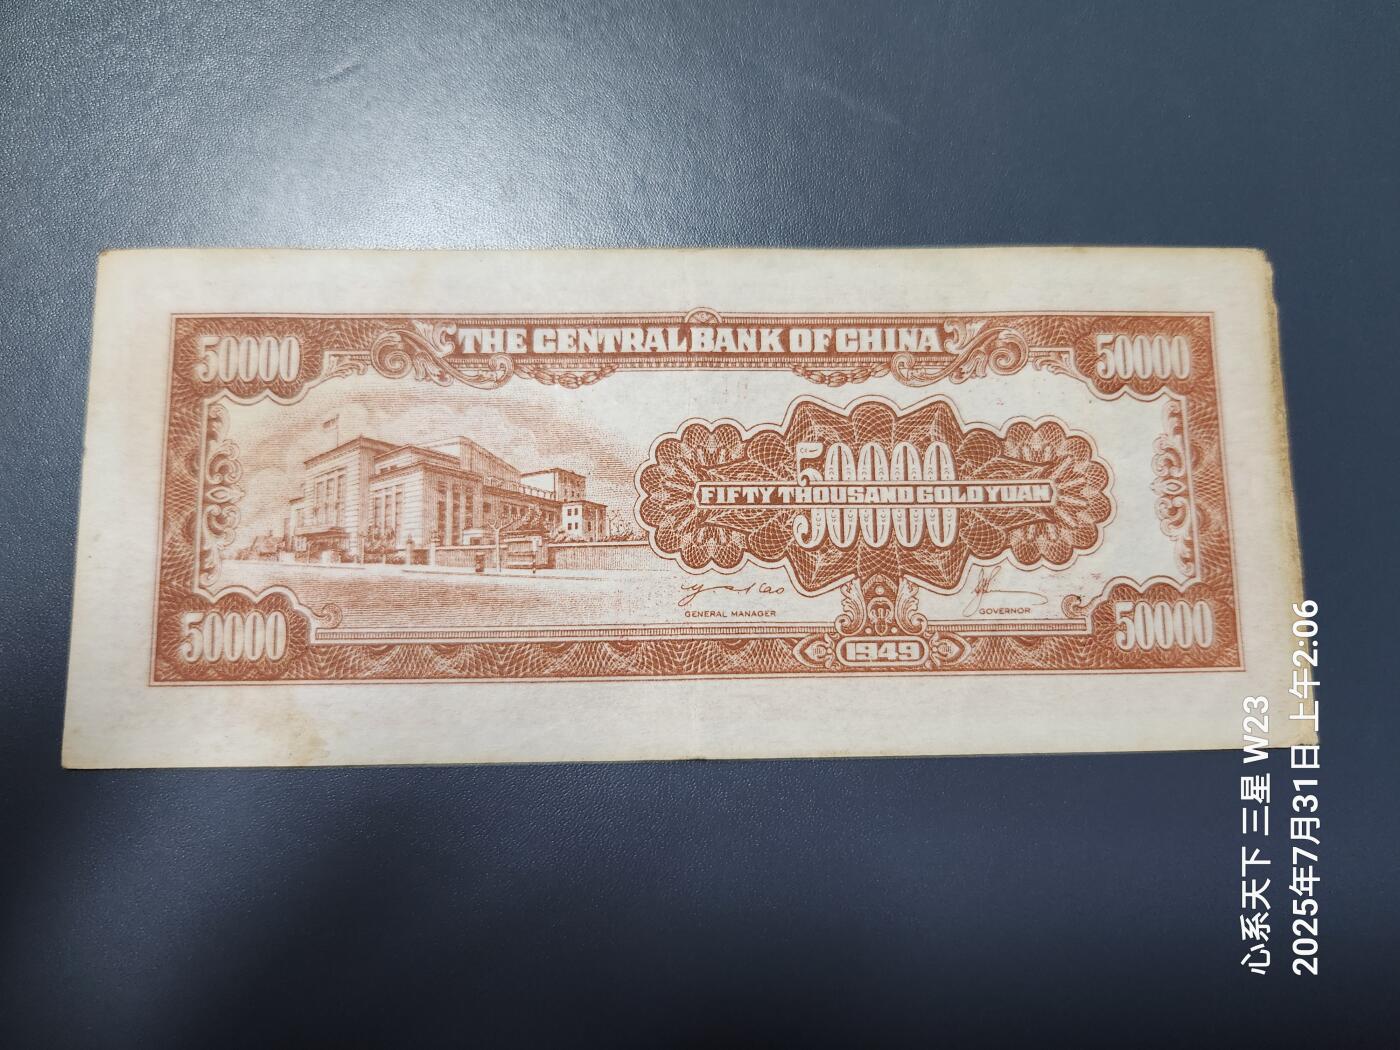 THE CENTRAL BANK OF CHINA
50000
50000
50000
FIFTY THOUSAND GOLD YUAN
GENERAL MANAGER
GOVERNOR
50000
50000
1949
心系天下 三星 W23
2025年7月31日 上午2:06